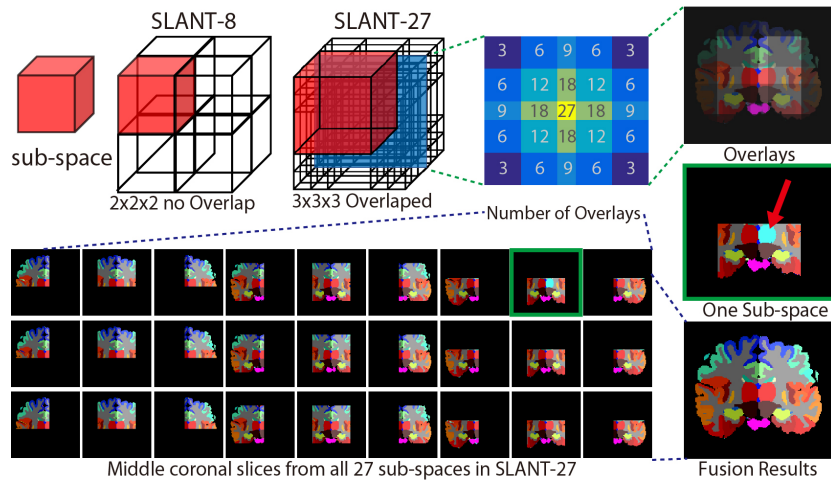 SLANT-8
SLANT-27
sub-space
2x2x2 no Overlap
3x3x3 Overlaped
3 6 9 6 3
6 12 18 12 6
9 18 27 18 9
6 12 18 12 6
3 6 9 6 3
Number of Overlays
Overlays
One Sub-space
Middle coronal slices from all 27 sub-spaces in SLANT-27
Fusion Results